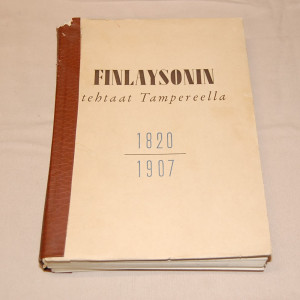 FINLAYSONIN
tehtaat Tampereella
1820
1907